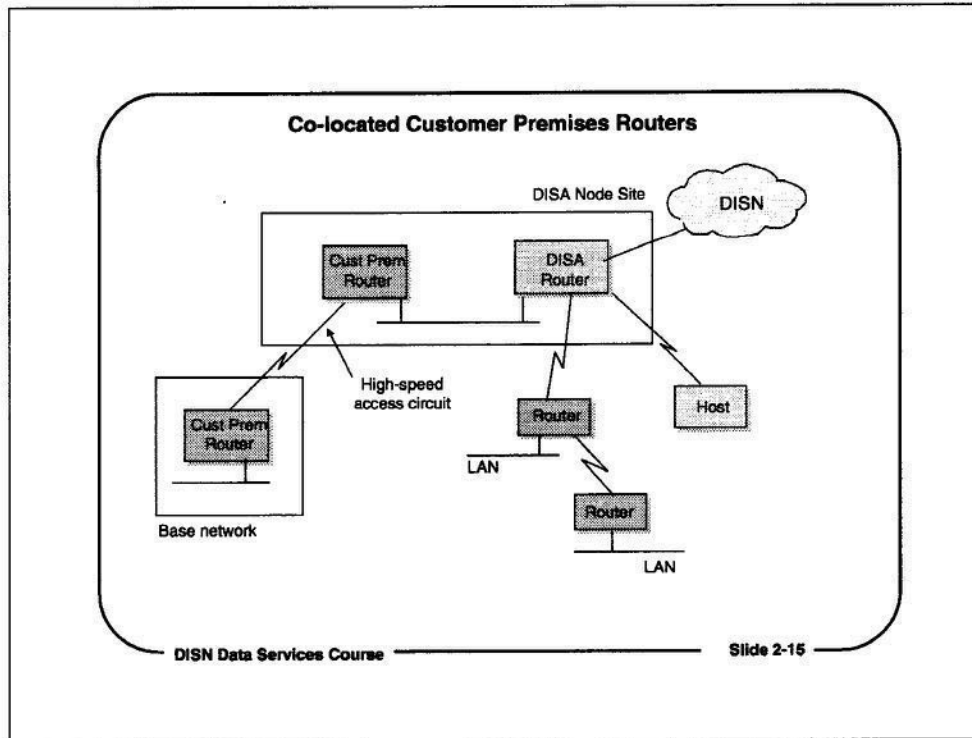 Co-located Customer Premises Routers
DISA Node Site
DISN
Cust Prem
Router
DISA
Router
High-speed
access circuit
Cust Prem
Router
Base network
Router
LAN
Host
Router
LAN
DISN Data Services Course
Slide 2-15